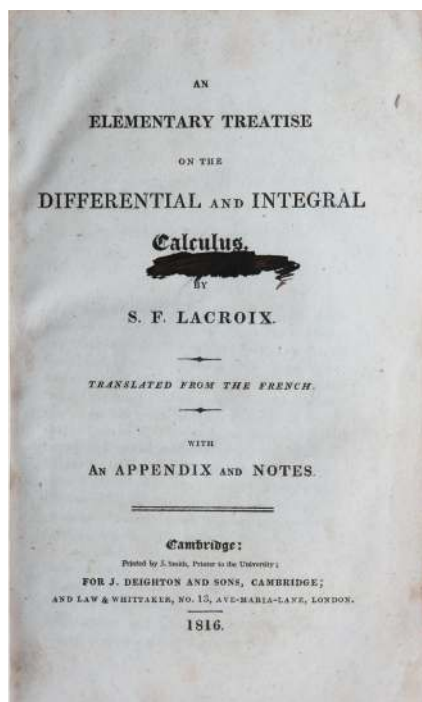 AN
ELEMENTARY TREATISE
ON THE
DIFFERENTIAL AND INTEGRAL
Calculus,
BY
S. F. LACROIX.
TRANSLATED FROM THE FRENCH.
WITH
AN APPENDIX AND NOTES.
Cambridge:
Printed by J. Smith, Printer to the University;
FOR J. DEIGHTON AND SONS, CAMBRIDGE;
AND LAW & WHITTAKER, NO. 13, AVE-MARIA-LANE, LONDON.
1816.